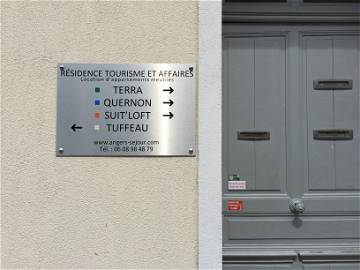 RÉSIDENCE TOURISME ET AFFAIRES
Location d'appartements meublés
TERRA →
QUERNON →
SUIT'LOFT →
← TUFFEAU
www.angers-sejour.com
Tél.: 06 08 98 48 79